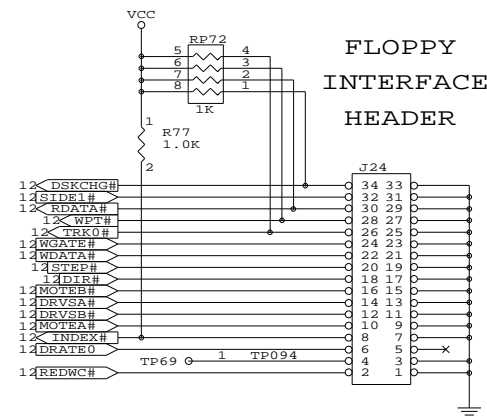 VCC
RP72
5 4
6 3
7 2
8 1
1K
FLOPPY
INTERFACE
HEADER
1
R77
1.0K
2
J24
12 DSKCHG# 34 33
12 SIDE1# 32 31
12 RDATA# 30 29
12 WPT# 28 27
12 TRK0# 26 25
12 WGATE# 24 23
12 WDATA# 22 21
12 STEP# 20 19
12 DIR# 18 17
12 MOTEB# 16 15
12 DRVSA# 14 13
12 DRVSB# 12 11
12 MOTEA# 10 9
12 INDEX# 8 7
12 DRATE0 6 5
TP69 1 TP094 4 3
12 REDWC# 2 1